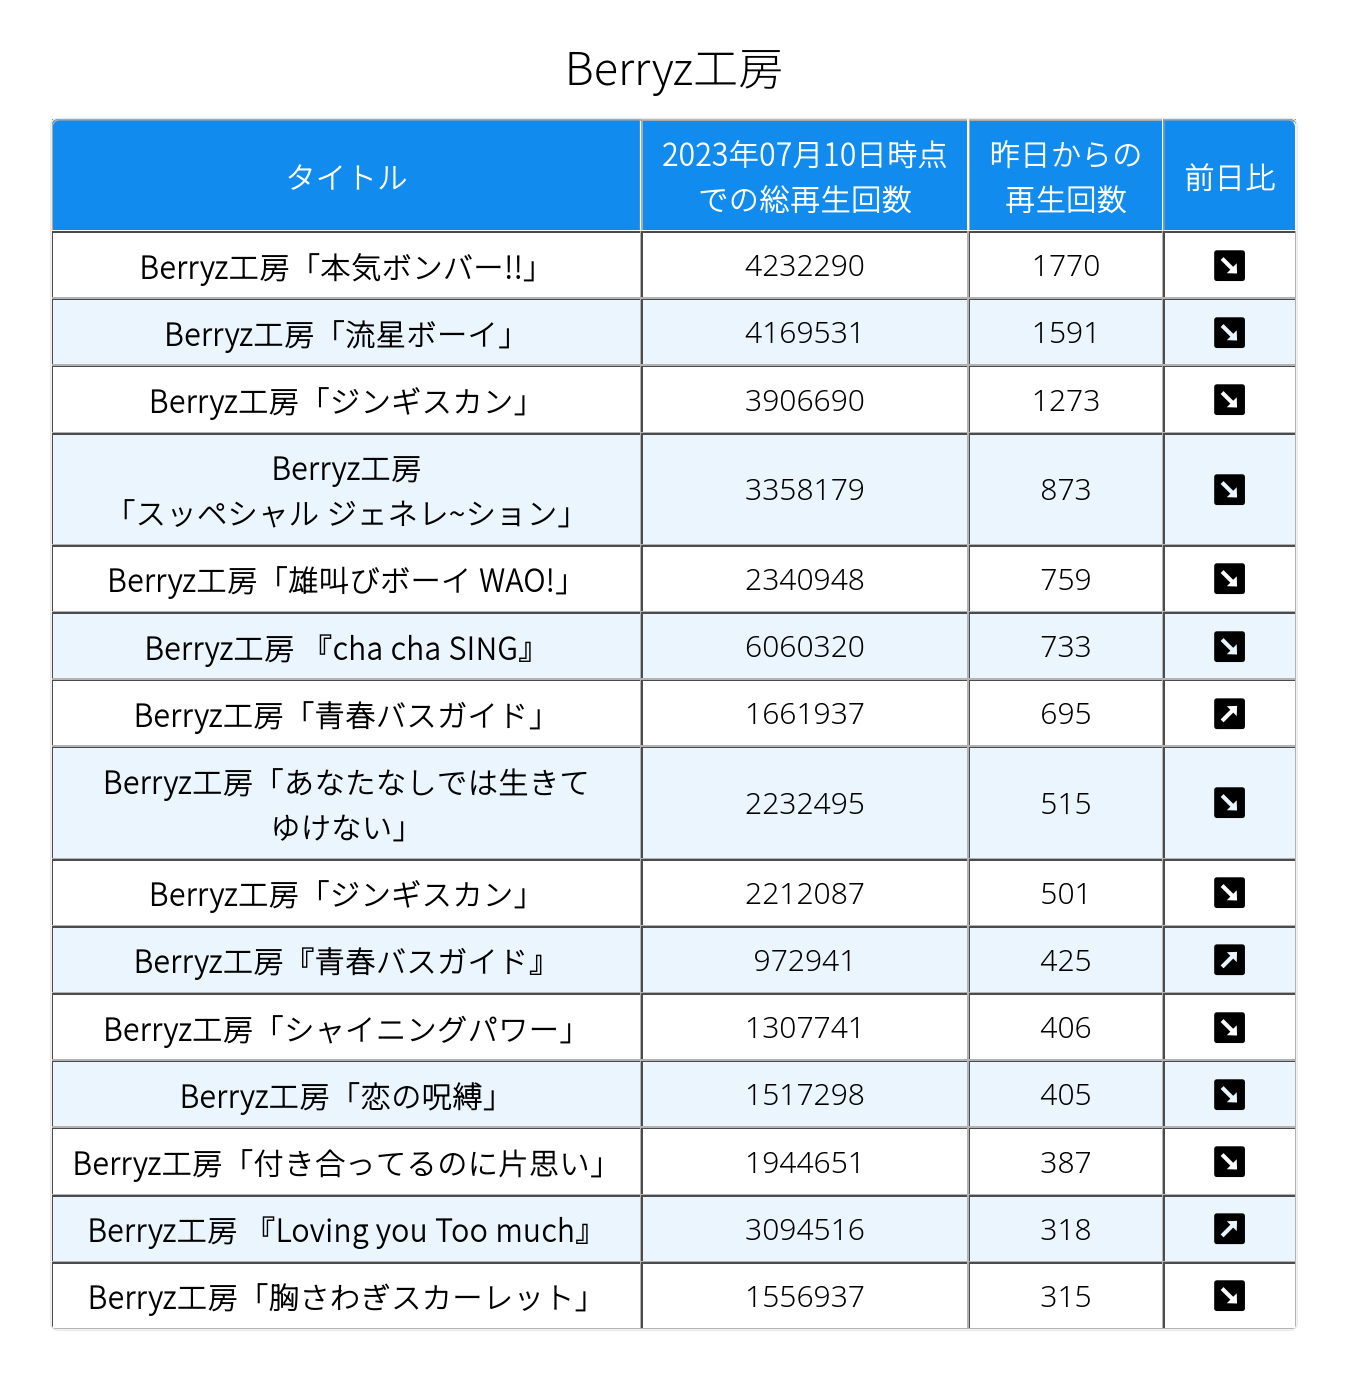 Berryz工房
タイトル
2023年07月10日時点
での総再生回数
昨日からの
再生回数
前日比
Berryz工房「本気ボンバー!!」 4232290 1770 ↘
Berryz工房「流星ボーイ」 4169531 1591 ↘
Berryz工房「ジンギスカン」 3906690 1273 ↘
Berryz工房
「スッペシャル ジェネレ~ション」 3358179 873 ↘
Berryz工房「雄叫びボーイ WAO!」 2340948 759 ↘
Berryz工房 『cha cha SING』 6060320 733 ↘
Berryz工房「青春バスガイド」 1661937 695 ↗
Berryz工房「あなたなしでは生きて
ゆけない」 2232495 515 ↘
Berryz工房「ジンギスカン」 2212087 501 ↘
Berryz工房『青春バスガイド』 972941 425 ↗
Berryz工房「シャイニングパワー」 1307741 406 ↘
Berryz工房「恋の呪縛」 1517298 405 ↘
Berryz工房「付き合ってるのに片思い」 1944651 387 ↘
Berryz工房 『Loving you Too much』 3094516 318 ↗
Berryz工房「胸さわぎスカーレット」 1556937 315 ↘